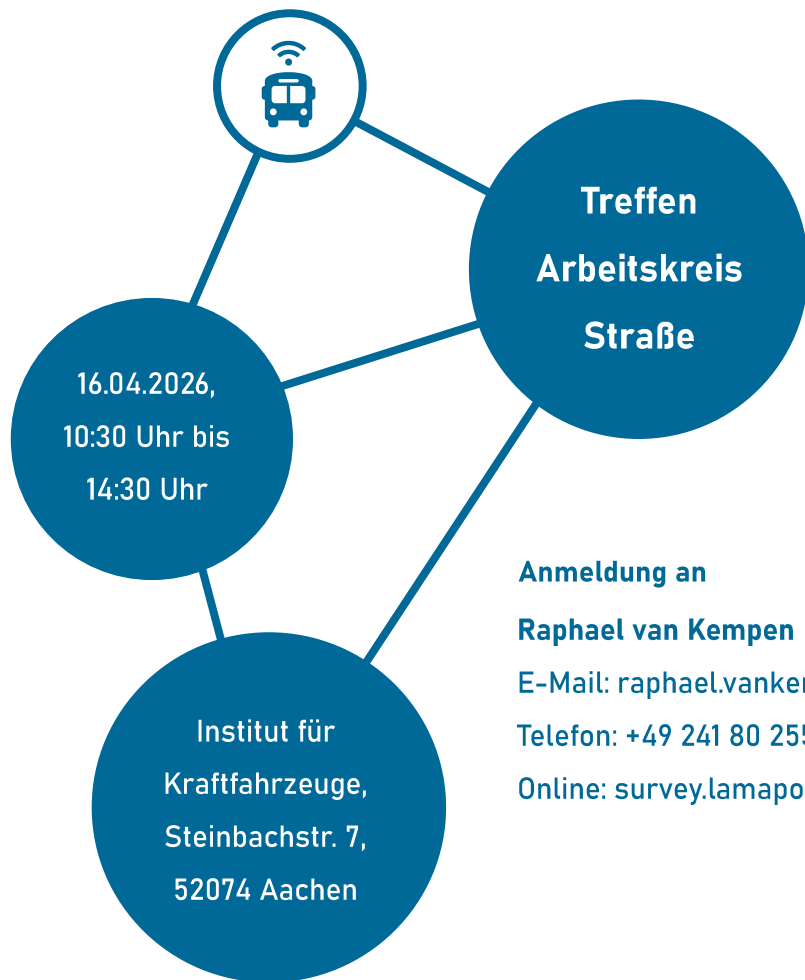 Treffen
Arbeitskreis
Straße
16.04.2026,
10:30 Uhr bis
14:30 Uhr
Anmeldung an
Raphael van Kempen
E-Mail:
Telefon: +49 241 80
Online:
Institut für
Kraftfahrzeuge,
Steinbachstr. 7,
52074 Aachen